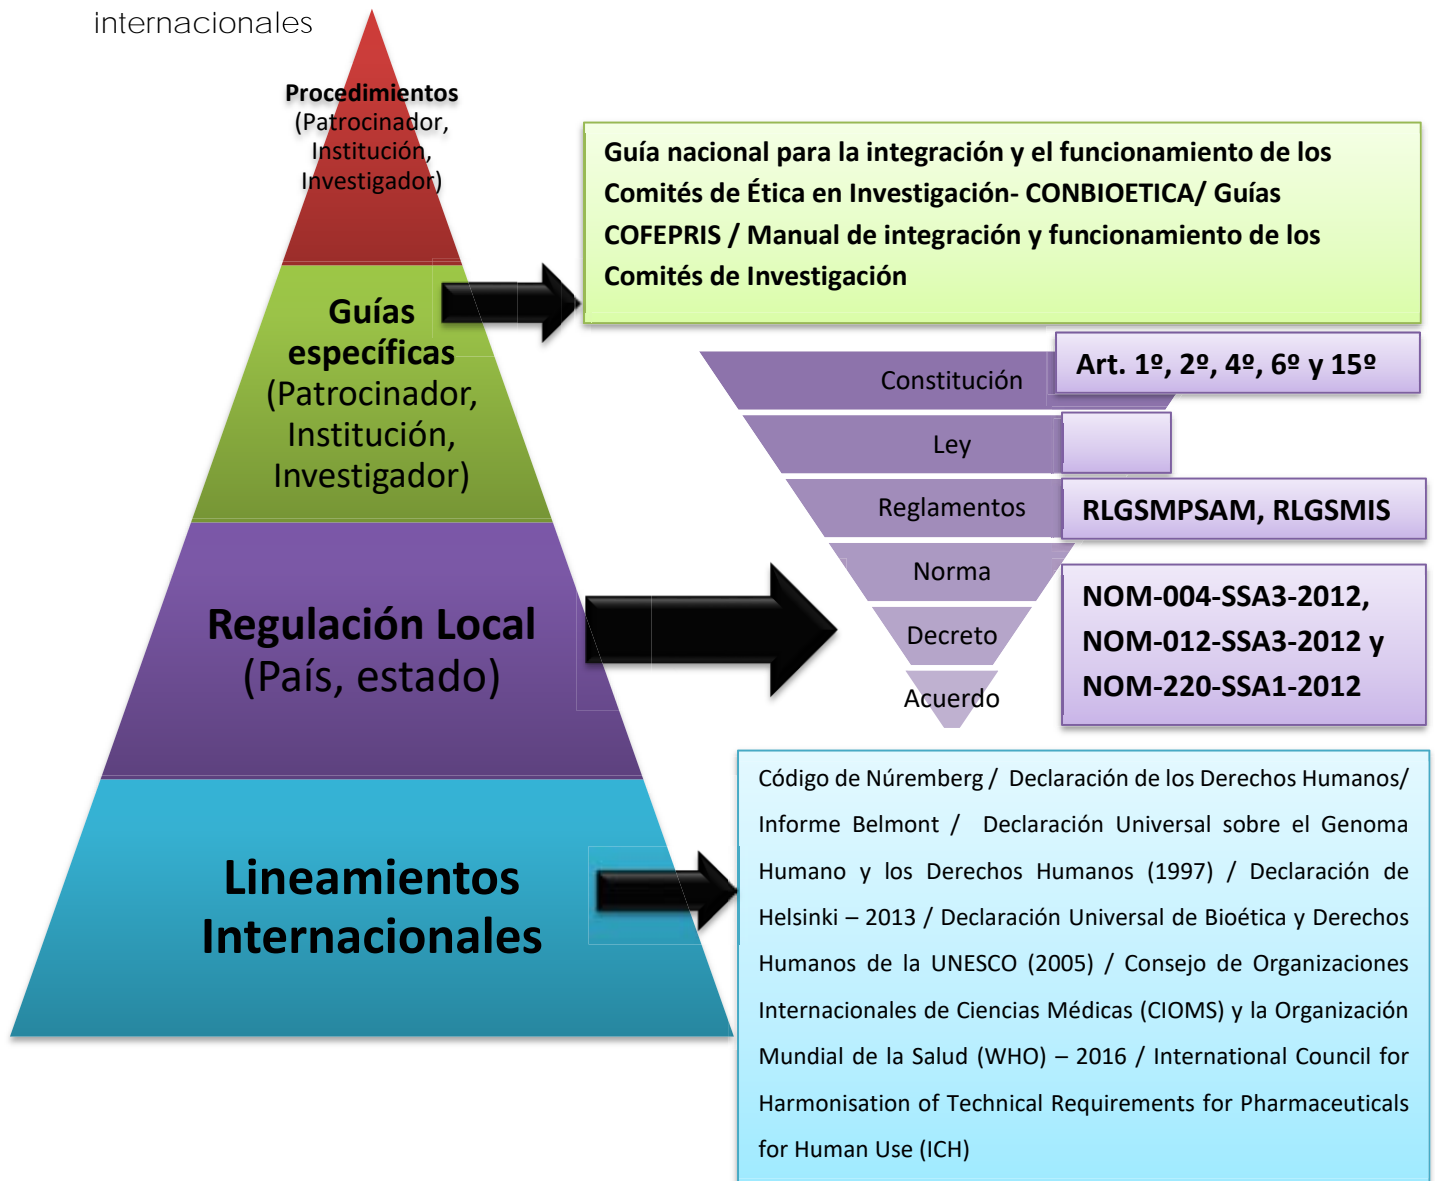 internacionales
Procedimientos
(Patrocinador,
Institución,
Investigador)
Guía nacional para la integración y el funcionamiento de los
Comités de Ética en Investigación- CONBIOETICA/ Guías
COFEPRIS / Manual de integración y funcionamiento de los
Comités de Investigación
Guías
específicas
(Patrocinador,
Institución,
Investigador)
Constitución
Art. 1º, 2º, 4º, 6º y 15º
Ley
Reglamentos
RLGSMPSAM, RLGSMIS
Norma
Decreto
Acuerdo
NOM-004-SSA3-2012,
NOM-012-SSA3-2012 y
NOM-220-SSA1-2012
Regulación Local
(País, estado)
Lineamientos
Internacionales
Código de Núremberg / Declaración de los Derechos Humanos/
Informe Belmont / Declaración Universal sobre el Genoma
Humano y los Derechos Humanos (1997) / Declaración de
Helsinki – 2013 / Declaración Universal de Bioética y Derechos
Humanos de la UNESCO (2005) / Consejo de Organizaciones
Internacionales de Ciencias Médicas (CIOMS) y la Organización
Mundial de la Salud (WHO) – 2016 / International Council for
Harmonisation of Technical Requirements for Pharmaceuticals
for Human Use (ICH)